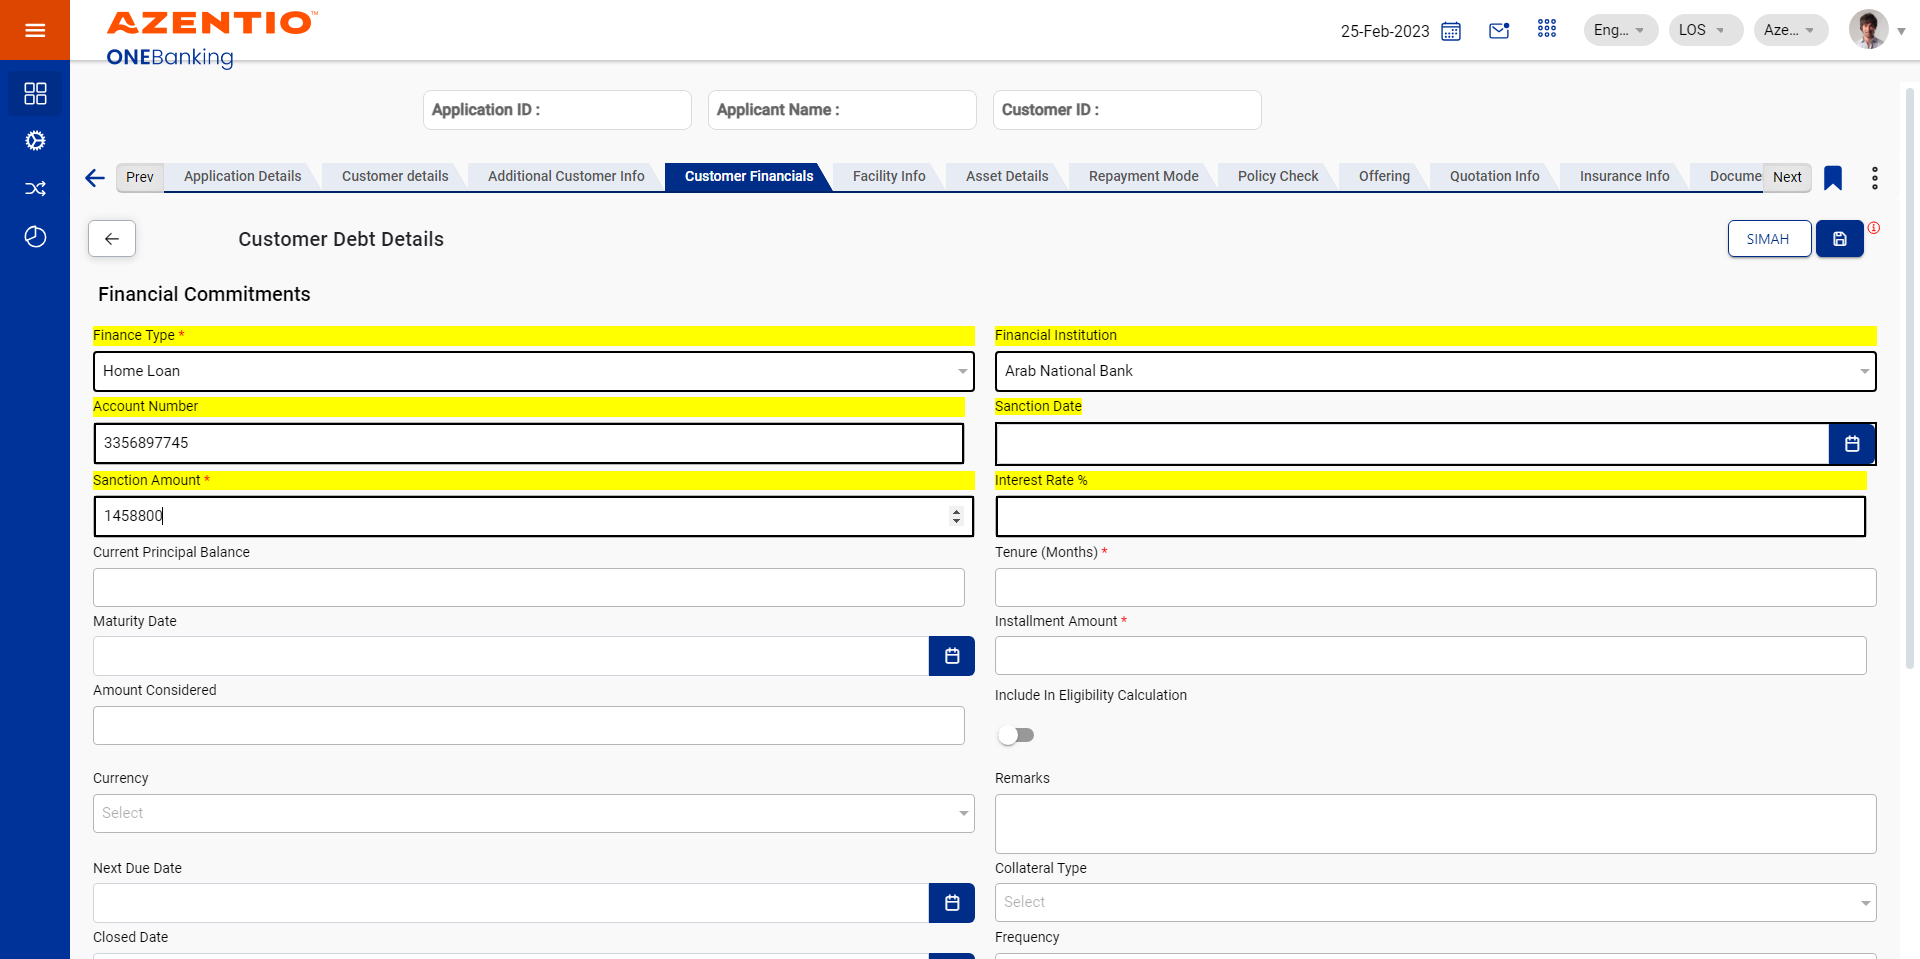 AZENTIO™
ONEBanking
25-Feb-2023
Eng...
LOS
Aze...
Application ID :
Applicant Name :
Customer ID :
Prev
Application Details
Customer details
Additional Customer Info
Customer Financials
Facility Info
Asset Details
Repayment Mode
Policy Check
Offering
Quotation Info
Insurance Info
Docume
Next
Customer Debt Details
SIMAH
Financial Commitments
Finance Type *
Financial Institution
Home Loan
Arab National Bank
Account Number
Sanction Date
3356897745
Sanction Amount *
Interest Rate %
1458800
Current Principal Balance
Tenure (Months) *
Maturity Date
Installment Amount *
Amount Considered
Include In Eligibility Calculation
Currency
Remarks
Select
Next Due Date
Collateral Type
Select
Closed Date
Frequency